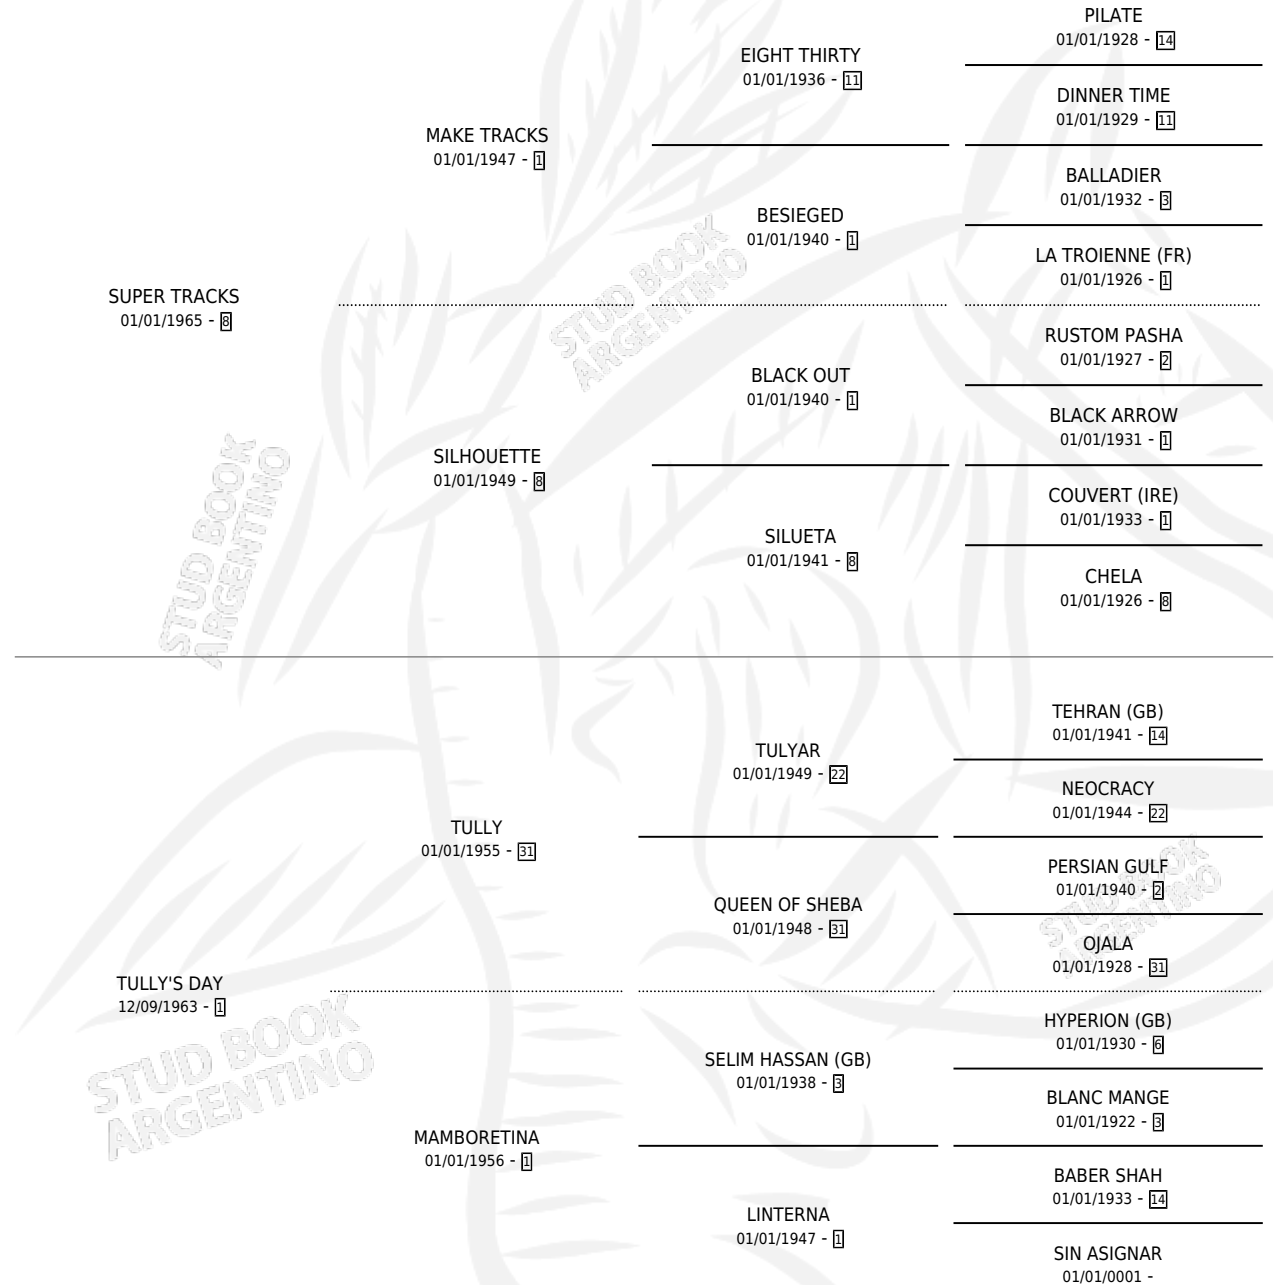 PILATE
01/01/1928 - 14
EIGHT THIRTY
01/01/1936 - 11
DINNER TIME
01/01/1929 - 11
MAKE TRACKS
01/01/1947 - 1
BALLADIER
01/01/1932 - 3
BESIEGED
01/01/1940 - 1
LA TROIENNE (FR)
01/01/1926 - 1
SUPER TRACKS
01/01/1965 - 8
STUD BOOK
ARGENTINO
RUSTOM PASHA
01/01/1927 - 2
BLACK OUT
01/01/1940 - 1
BLACK ARROW
01/01/1931 - 1
SILHOUETTE
01/01/1949 - 8
COUVERT (IRE)
01/01/1933 - 1
SILUETA
01/01/1941 - 8
CHELA
01/01/1926 - 8
STUD BOOK
ARGENTINO
TEHRAN (GB)
01/01/1941 - 14
TULYAR
01/01/1949 - 22
NEOCRACY
01/01/1944 - 22
TULLY
01/01/1955 - 31
PERSIAN GULF
01/01/1940 - 2
QUEEN OF SHEBA
01/01/1948 - 31
STUD BOOK
ARGENTINO
OJALA
01/01/1928 - 31
TULLY'S DAY
12/09/1963 - 1
HYPERION (GB)
01/01/1930 - 6
SELIM HASSAN (GB)
01/01/1938 - 3
STUD BOOK
ARGENTINO
BLANC MANGE
01/01/1922 - 3
MAMBORETINA
01/01/1956 - 1
BABER SHAH
01/01/1933 - 14
LINTERNA
01/01/1947 - 1
SIN ASIGNAR
01/01/0001 -